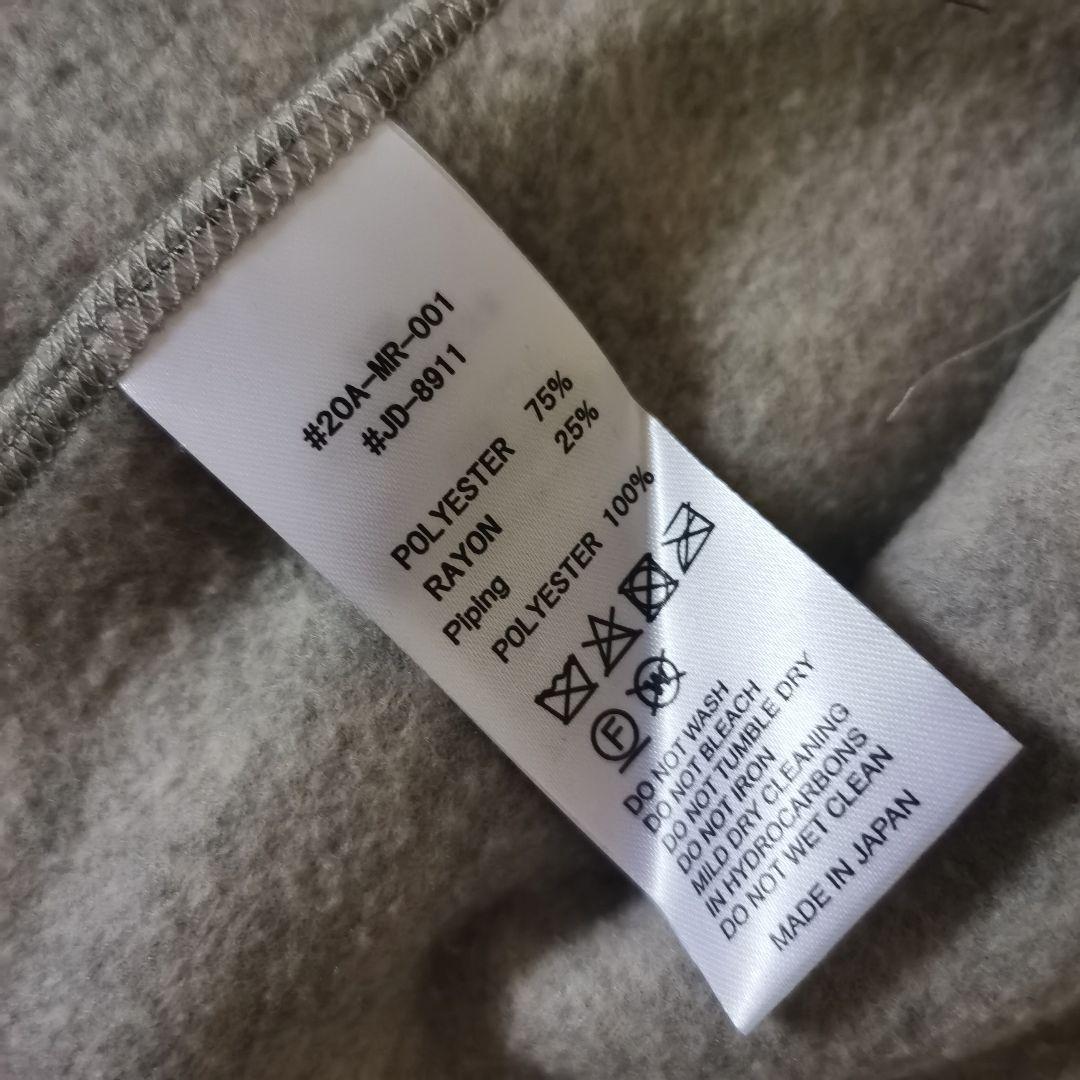 #20A-MR-001
#JD-8911
POLYESTER 75%
RAYON 25%
Piping
POLYESTER 100%
F W
DO NOT WASH
DO NOT BLEACH
DO NOT TUMBLE DRY
DO NOT IRON
MILD DRY CLEANING
IN HYDROCARBONS
DO NOT WET CLEAN
MADE IN JAPAN